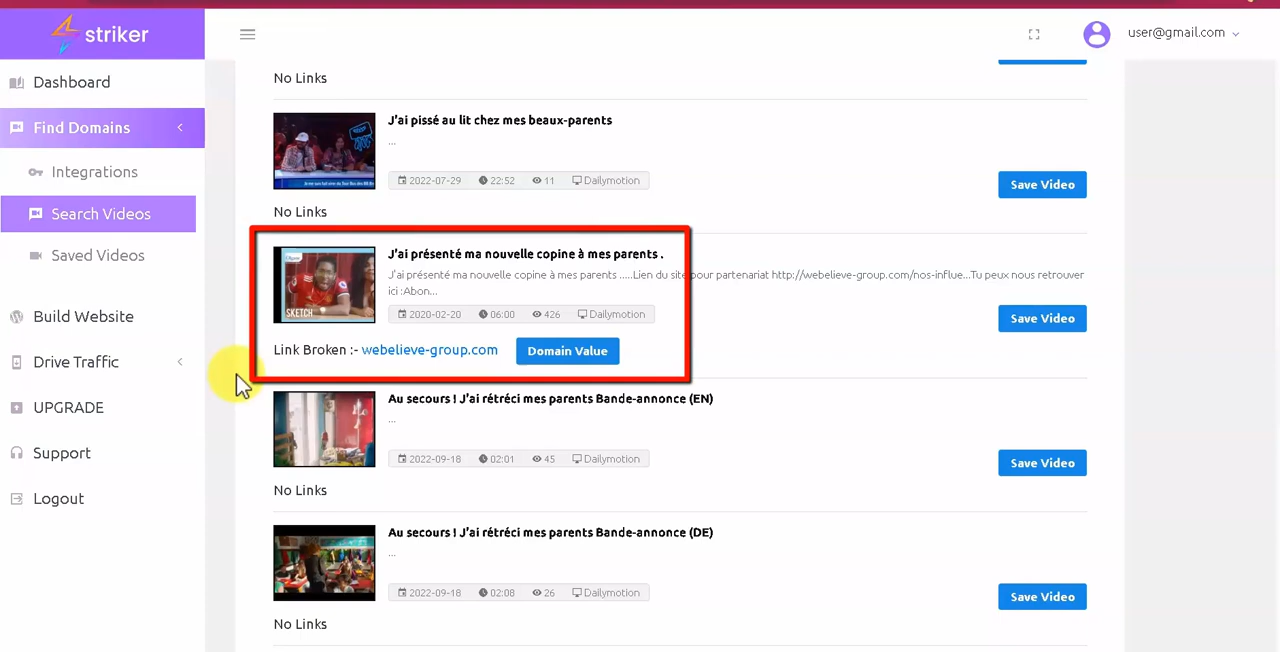 striker
user@gmail.com
Dashboard
Find Domains
Integrations
Search Videos
Saved Videos
Build Website
Drive Traffic
UPGRADE
Support
Logout
No Links
J'ai pissé au lit chez mes beaux-parents
...
2022-07-29 22:52 11 Dailymotion
Save Video
No Links
J'ai présenté ma nouvelle copine à mes parents .
J'ai présenté ma nouvelle copine à mes parents .....Lien du site pour partenariat http://webelieve-group.com/nos-influe...Tu peux nous retrouver
ici :Abon...
SKETCH
2020-02-20 06:00 426 Dailymotion
Save Video
Link Broken :- webelieve-group.com Domain Value
Au secours ! J'ai rétréci mes parents Bande-annonce (EN)
...
2022-09-18 02:01 45 Dailymotion
Save Video
No Links
Au secours ! J'ai rétréci mes parents Bande-annonce (DE)
...
2022-09-18 02:08 26 Dailymotion
Save Video
No Links